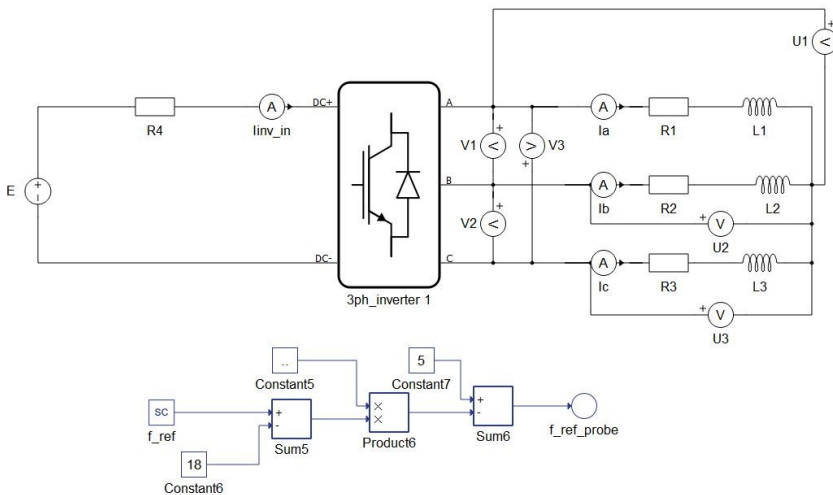 U1
DC+
A
A
A
R4
Iinv_in
Ia
R1
L1
V1
V3
E
B
A
V2
Ib
R2
L2
V
U2
DC-
C
A
3ph_inverter 1
Ic
R3
L3
V
U3
..
5
Constant5
Constant7
sc
f_ref
Product6
Sum5
Sum6
f_ref_probe
18
Constant6